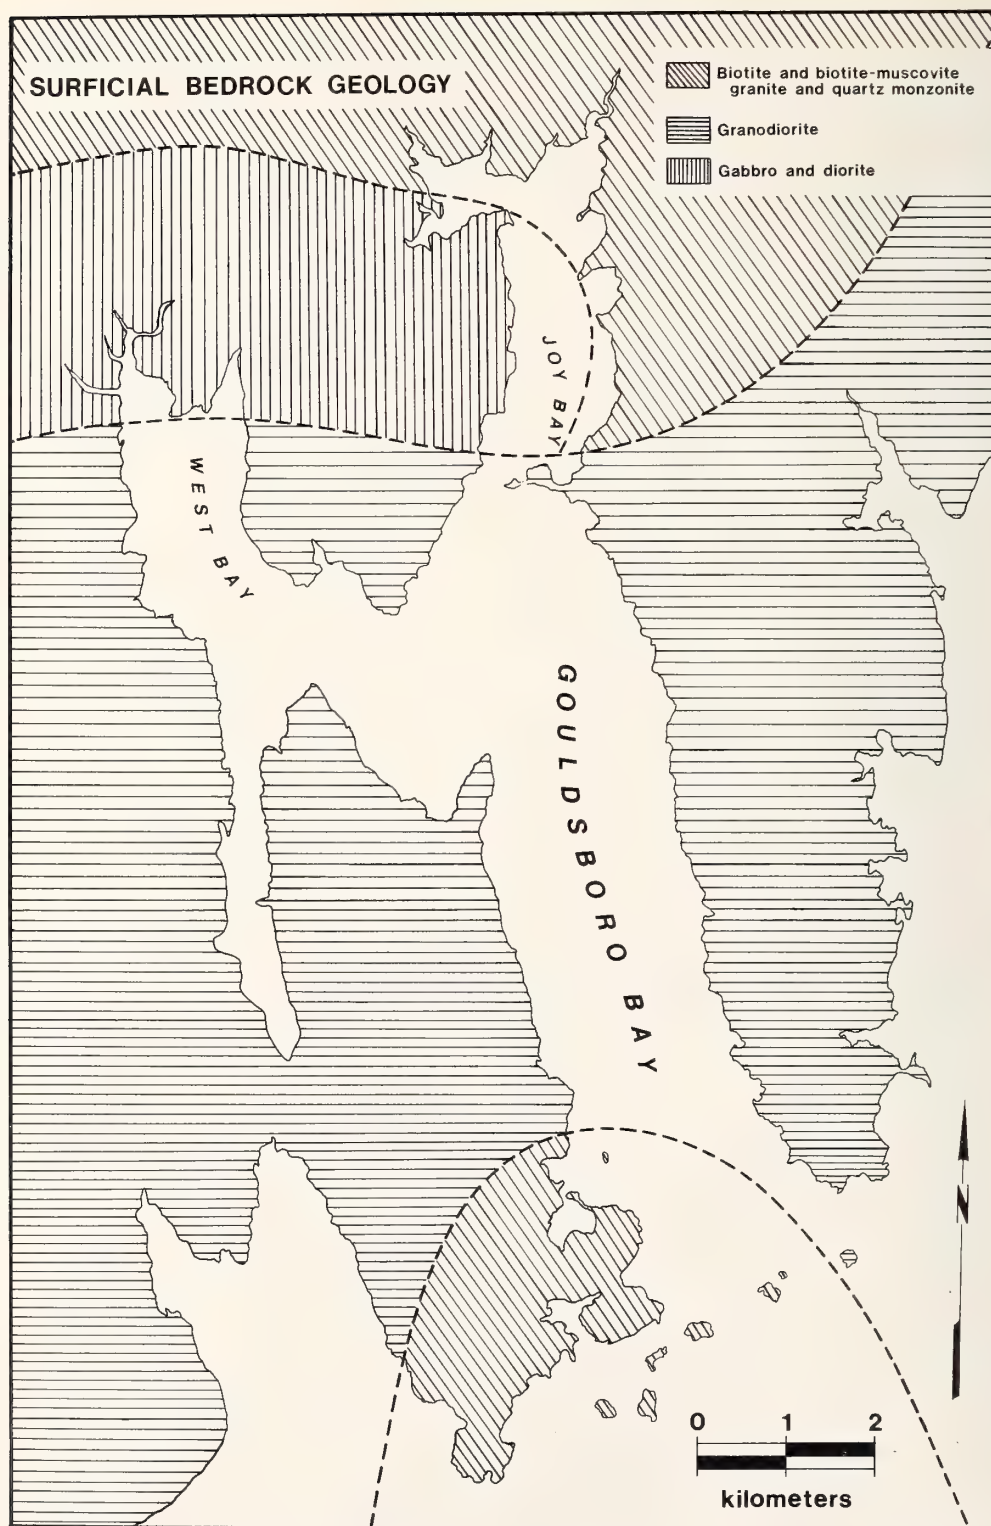 SURFICIAL BEDROCK GEOLOGY
Biotite and biotite-muscovite
granite and quartz monzonite
Granodiorite
Gabbro and diorite
JOY BAY
WEST BAY
GOULDSBORO BAY
N
0 1 2
kilometers